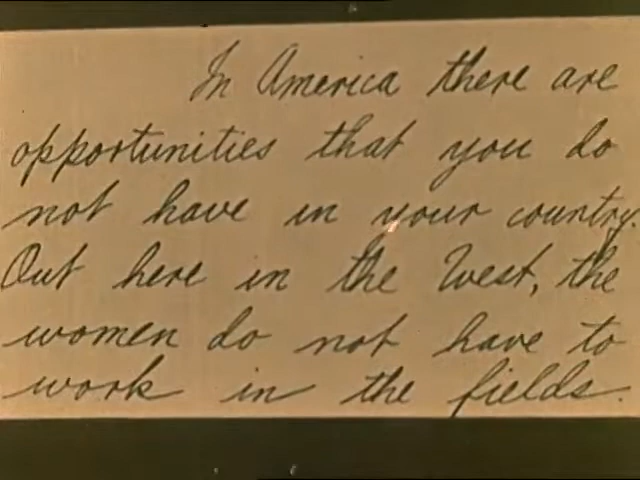 In America there are
opportunities that you do
not have in your country.
Out here in the West, the
women do not have to
work in the fields.